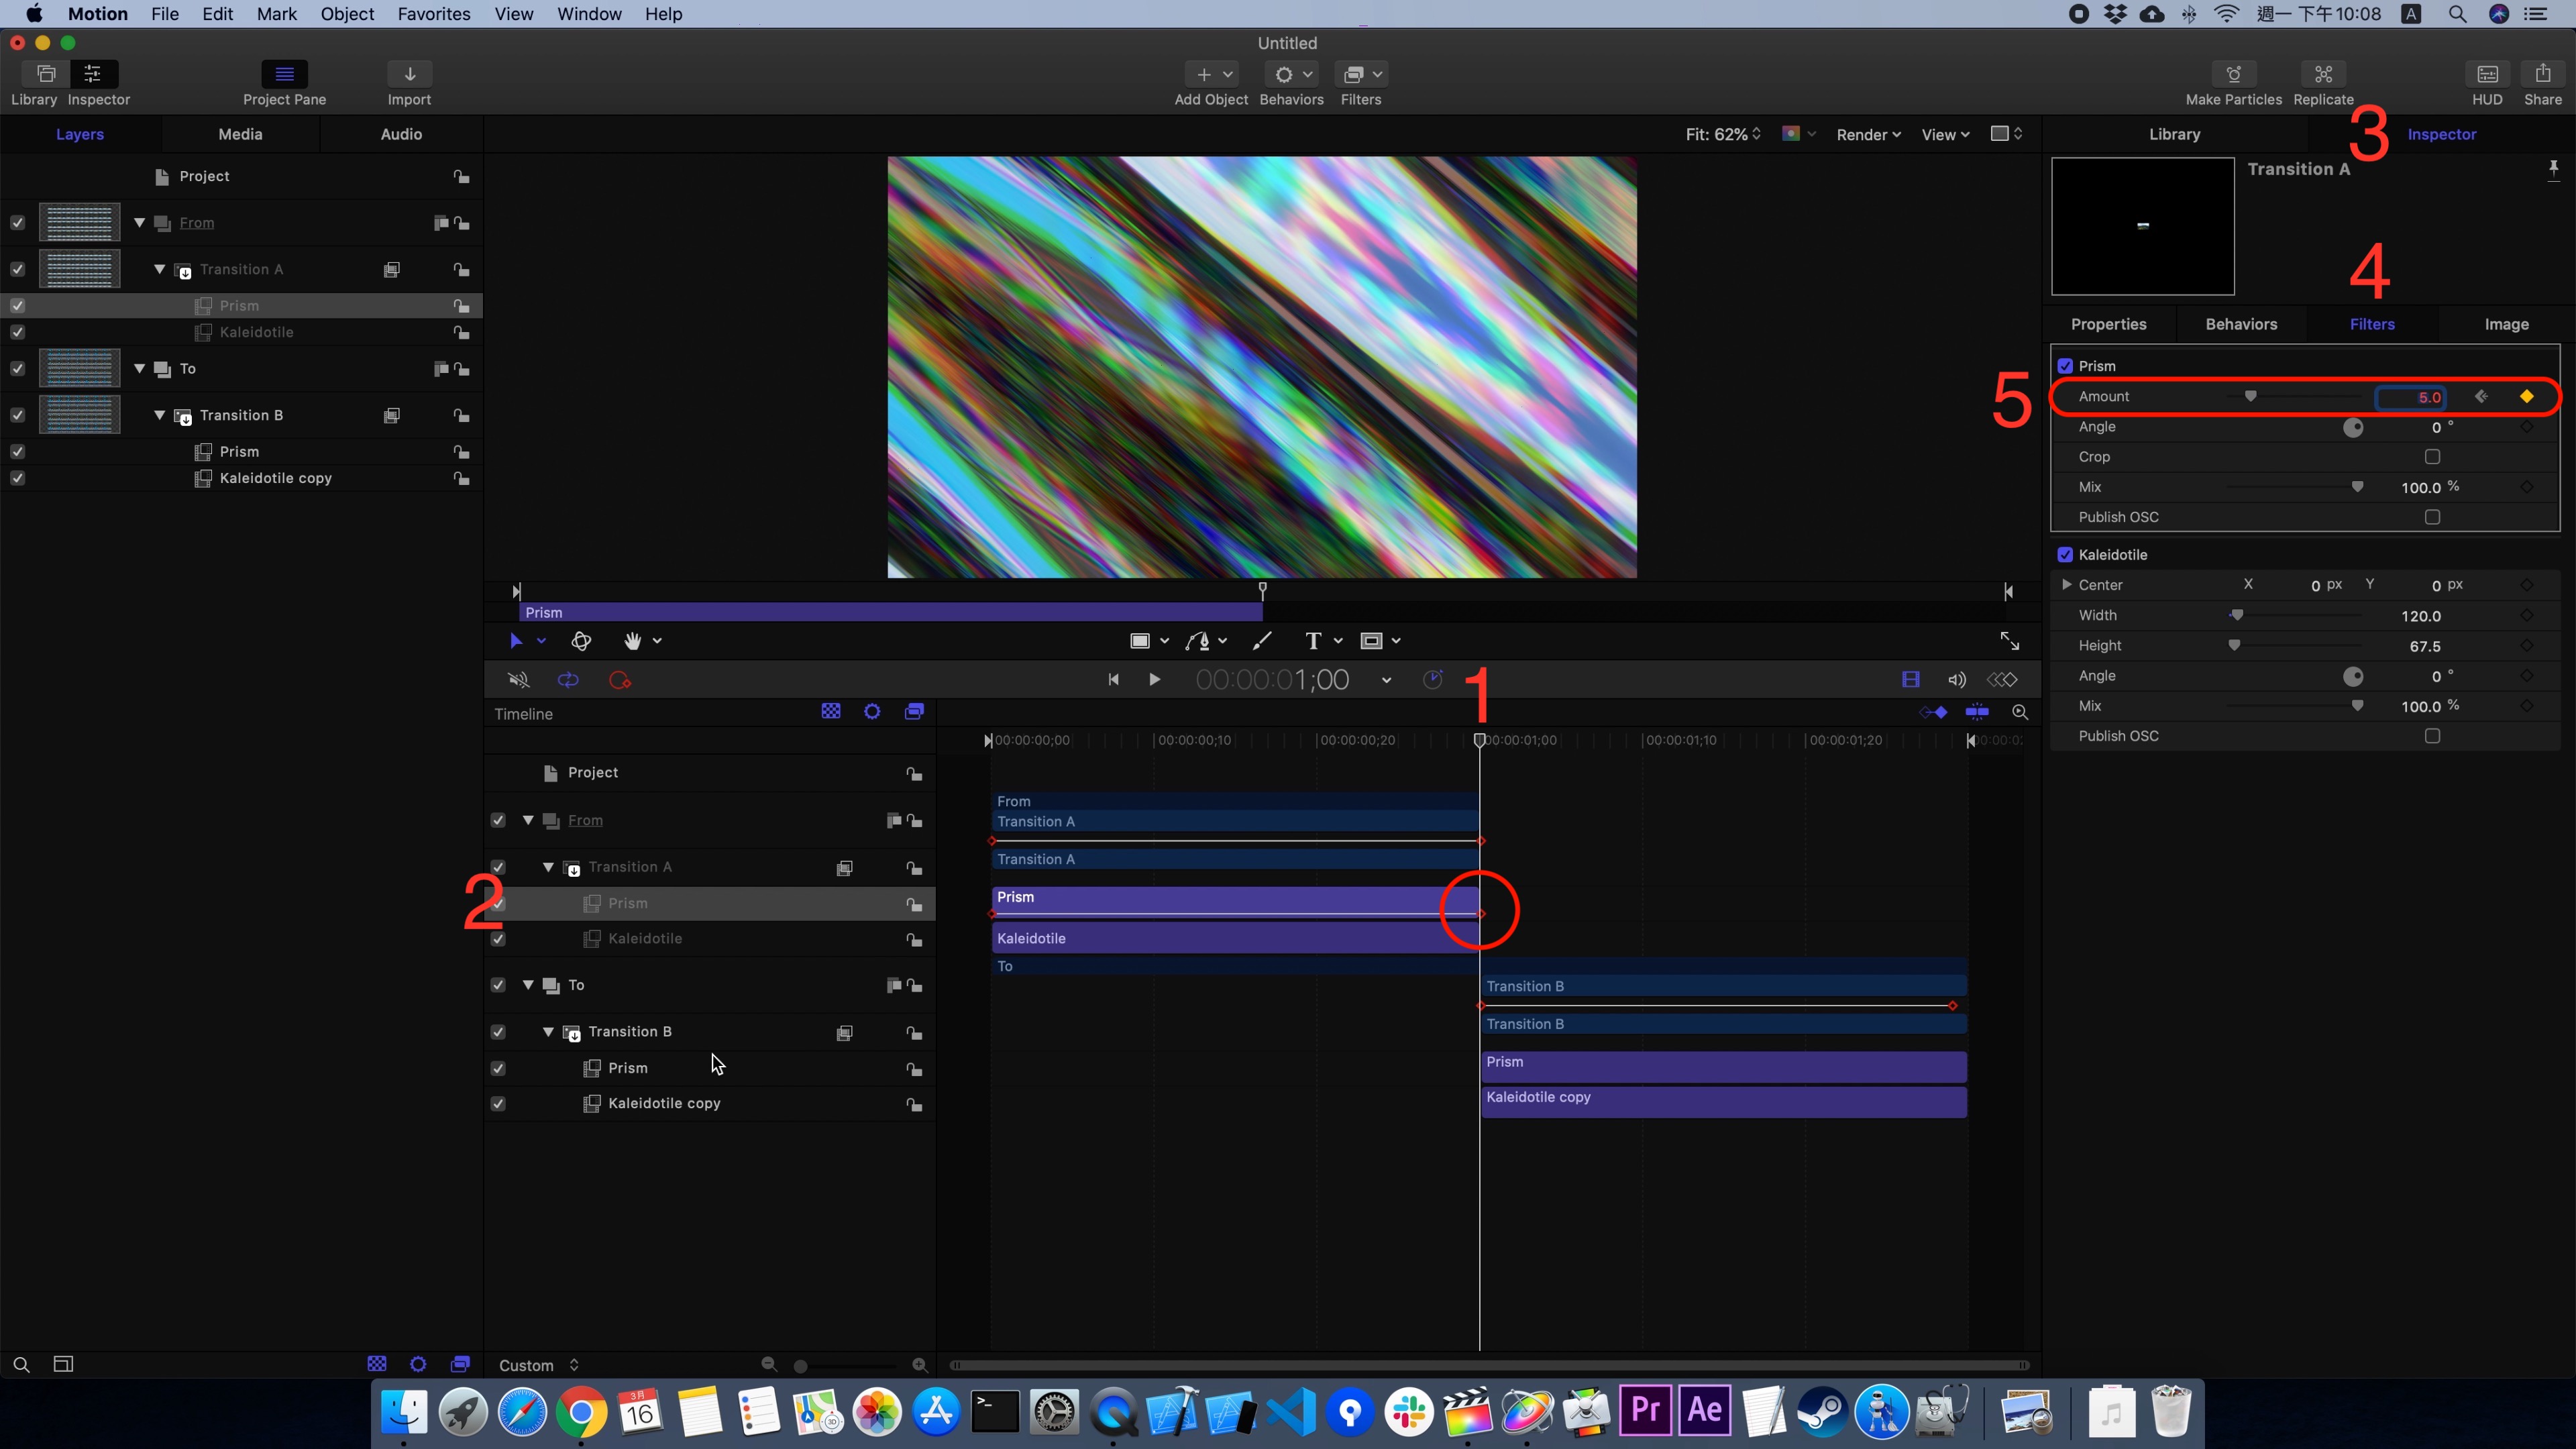 Motion File Edit Mark Object Favorites View Window Help
週一 下午10:08 A
Untitled
Library Inspector Project Pane Import Add Object Behaviors Filters Make Particles Replicate HUD Share
Layers Media Audio
Fit: 62% Render View
Library 3 Inspector
Project
From
Transition A
Prism
Kaleidotile
To
Transition B
Prism
Kaleidotile copy
Transition A
4
Properties Behaviors Filters Image
Prism
5
Amount 5.0
Angle 0 °
Crop
Mix 100.0 %
Publish OSC
Kaleidotile
Center X 0 px Y 0 px
Width 120.0
Height 67.5
Angle 0 °
Mix 100.0 %
Publish OSC
Prism
T
00:00:01;00
1
Timeline
00:00:00;00 00:00:00;10 00:00:00;20 00:00:01;00 00:00:01;10 00:00:01;20
Project
From
Transition A
2
Prism
Kaleidotile
To
Transition B
Prism
Kaleidotile copy
From
Transition A
Transition A
Prism
Kaleidotile
To
Transition B
Transition B
Prism
Kaleidotile copy
Custom
3月
16
3D
>_
Pr
Ae